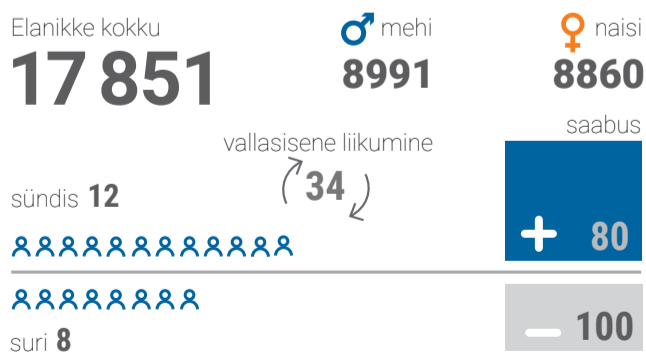 Elanikke kokku
17 851
mehi
8991
naisi
8860
vallasisene liikumine
34
saabus
+ 80
sündis 12
suri 8
− 100